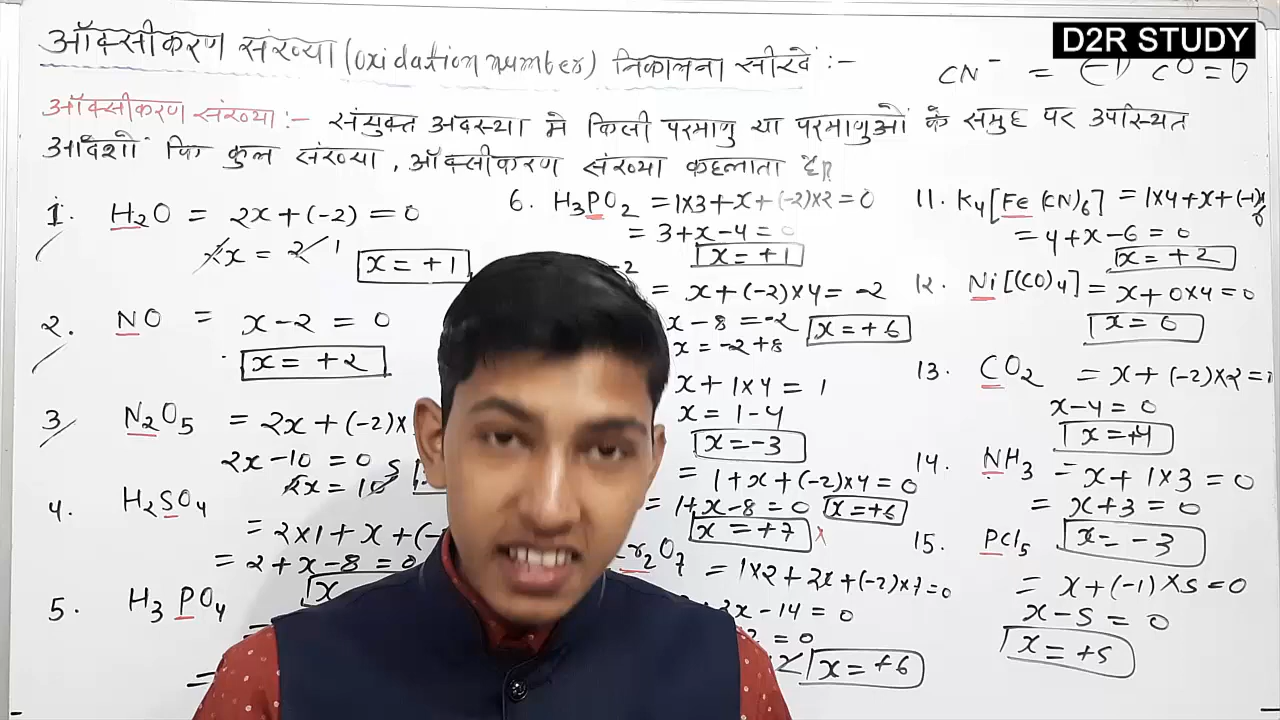 ऑक्सीकरण संख्या (Oxidation number) निकालना सीखें :-
D2R STUDY
CN⁻ = (-1) CO = 0
ऑक्सीकरण संख्या :- संयुक्त अवस्था मे किसी परमाणु या परमाणुओं के समुह पर उपस्थित
आवेशो कि कुल संख्या, ऑक्सीकरण संख्या कहलाता है।
1. H₂O = 2x + (-2) = 0
2x = 2 1
x = +1
2. NO = x - 2 = 0
x = +2
3. N₂O₅ = 2x + (-2)×
2x - 10 = 0
2x = 10 5
4. H₂SO₄
= 2×1 + x + (-
= 2 + x - 8 = 0
x
5. H₃PO₄
=
6. H₃PO₂ = 1×3 + x + (-2)×2 = 0
= 3 + x - 4 = 0
x = +1
-2
= x + (-2)×4 = -2
x - 8 = -2
x = +6
x = -2 + 8
x + 1×4 = 1
x = 1 - 4
x = -3
= 1 + x + (-2)×4 = 0
= 1 + x - 8 = 0
x = +6
x = +7 ×
r₂O₇ = 1×2 + 2x + (-2)×7 = 0
2x - 14 = 0
= 0
x = +6
11. K₄[Fe(CN)₆] = 1×4 + x + (-1)×6
= 4 + x - 6 = 0
x = +2
12. Ni[(CO)₄] = x + 0×4 = 0
x = 0
13. CO₂ = x + (-2)×2 =
x - 4 = 0
x = +4
14. NH₃ = x + 1×3 = 0
= x + 3 = 0
x = -3
15. PCl₅
= x + (-1)×5 = 0
x - 5 = 0
x = +5